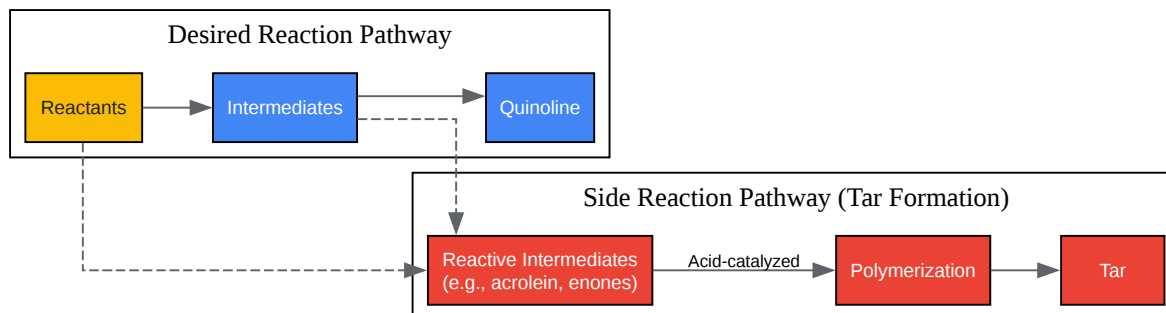 Desired Reaction Pathway
Reactants
Intermediates
Quinoline
Side Reaction Pathway (Tar Formation)
Reactive Intermediates
(e.g., acrolein, enones)
Acid-catalyzed
Polymerization
Tar